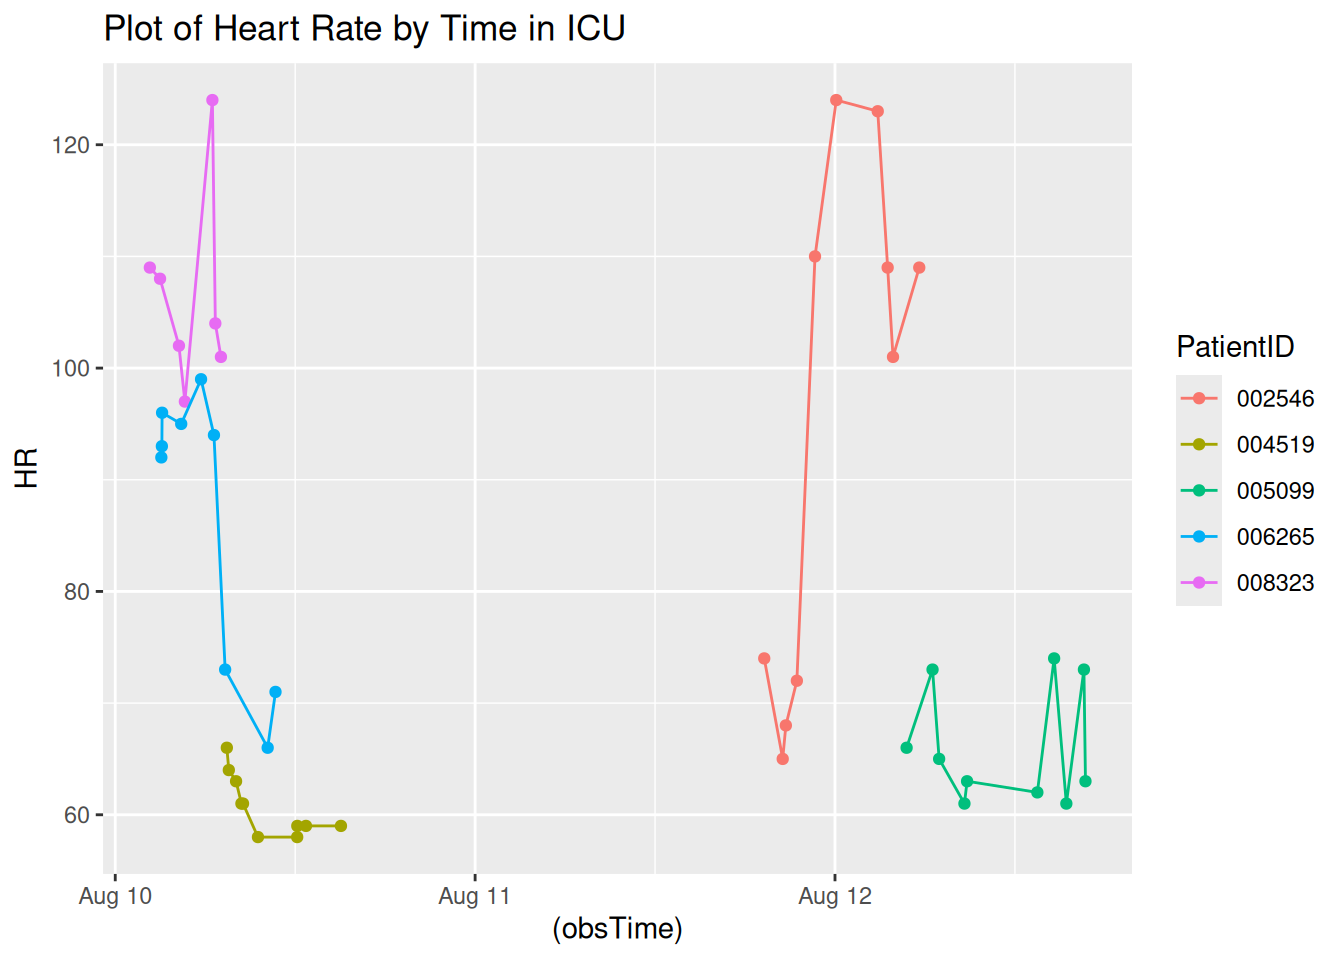 Plot of Heart Rate by Time in ICU
120
100
80
60
HR
Aug 10
Aug 11
Aug 12
(obsTime)
PatientID
002546
004519
005099
006265
008323